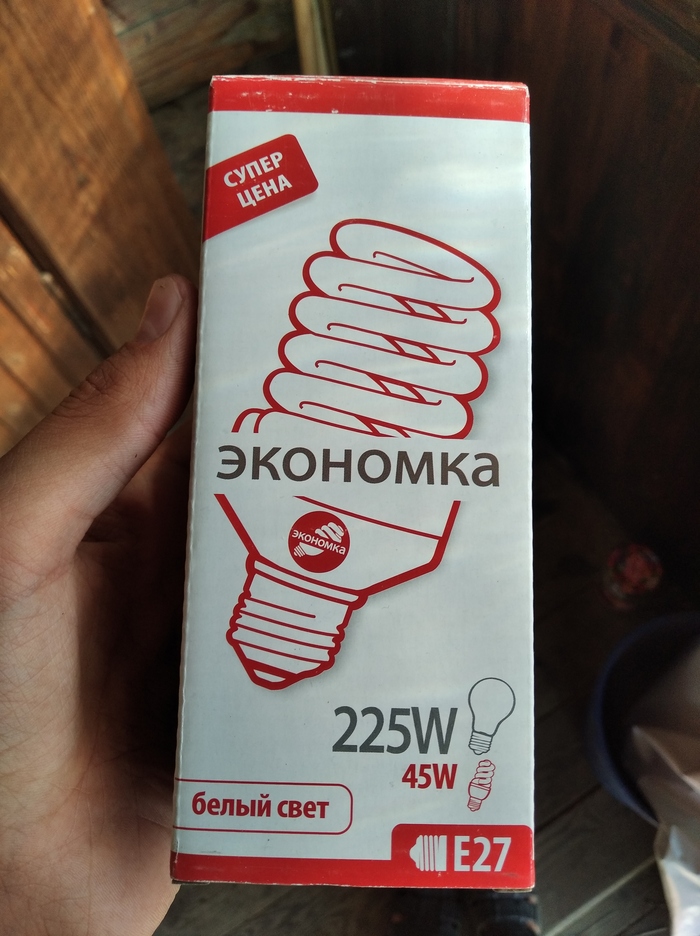 СУПЕР
ЦЕНА
экономка
экономка
225W
45W
белый свет
E27